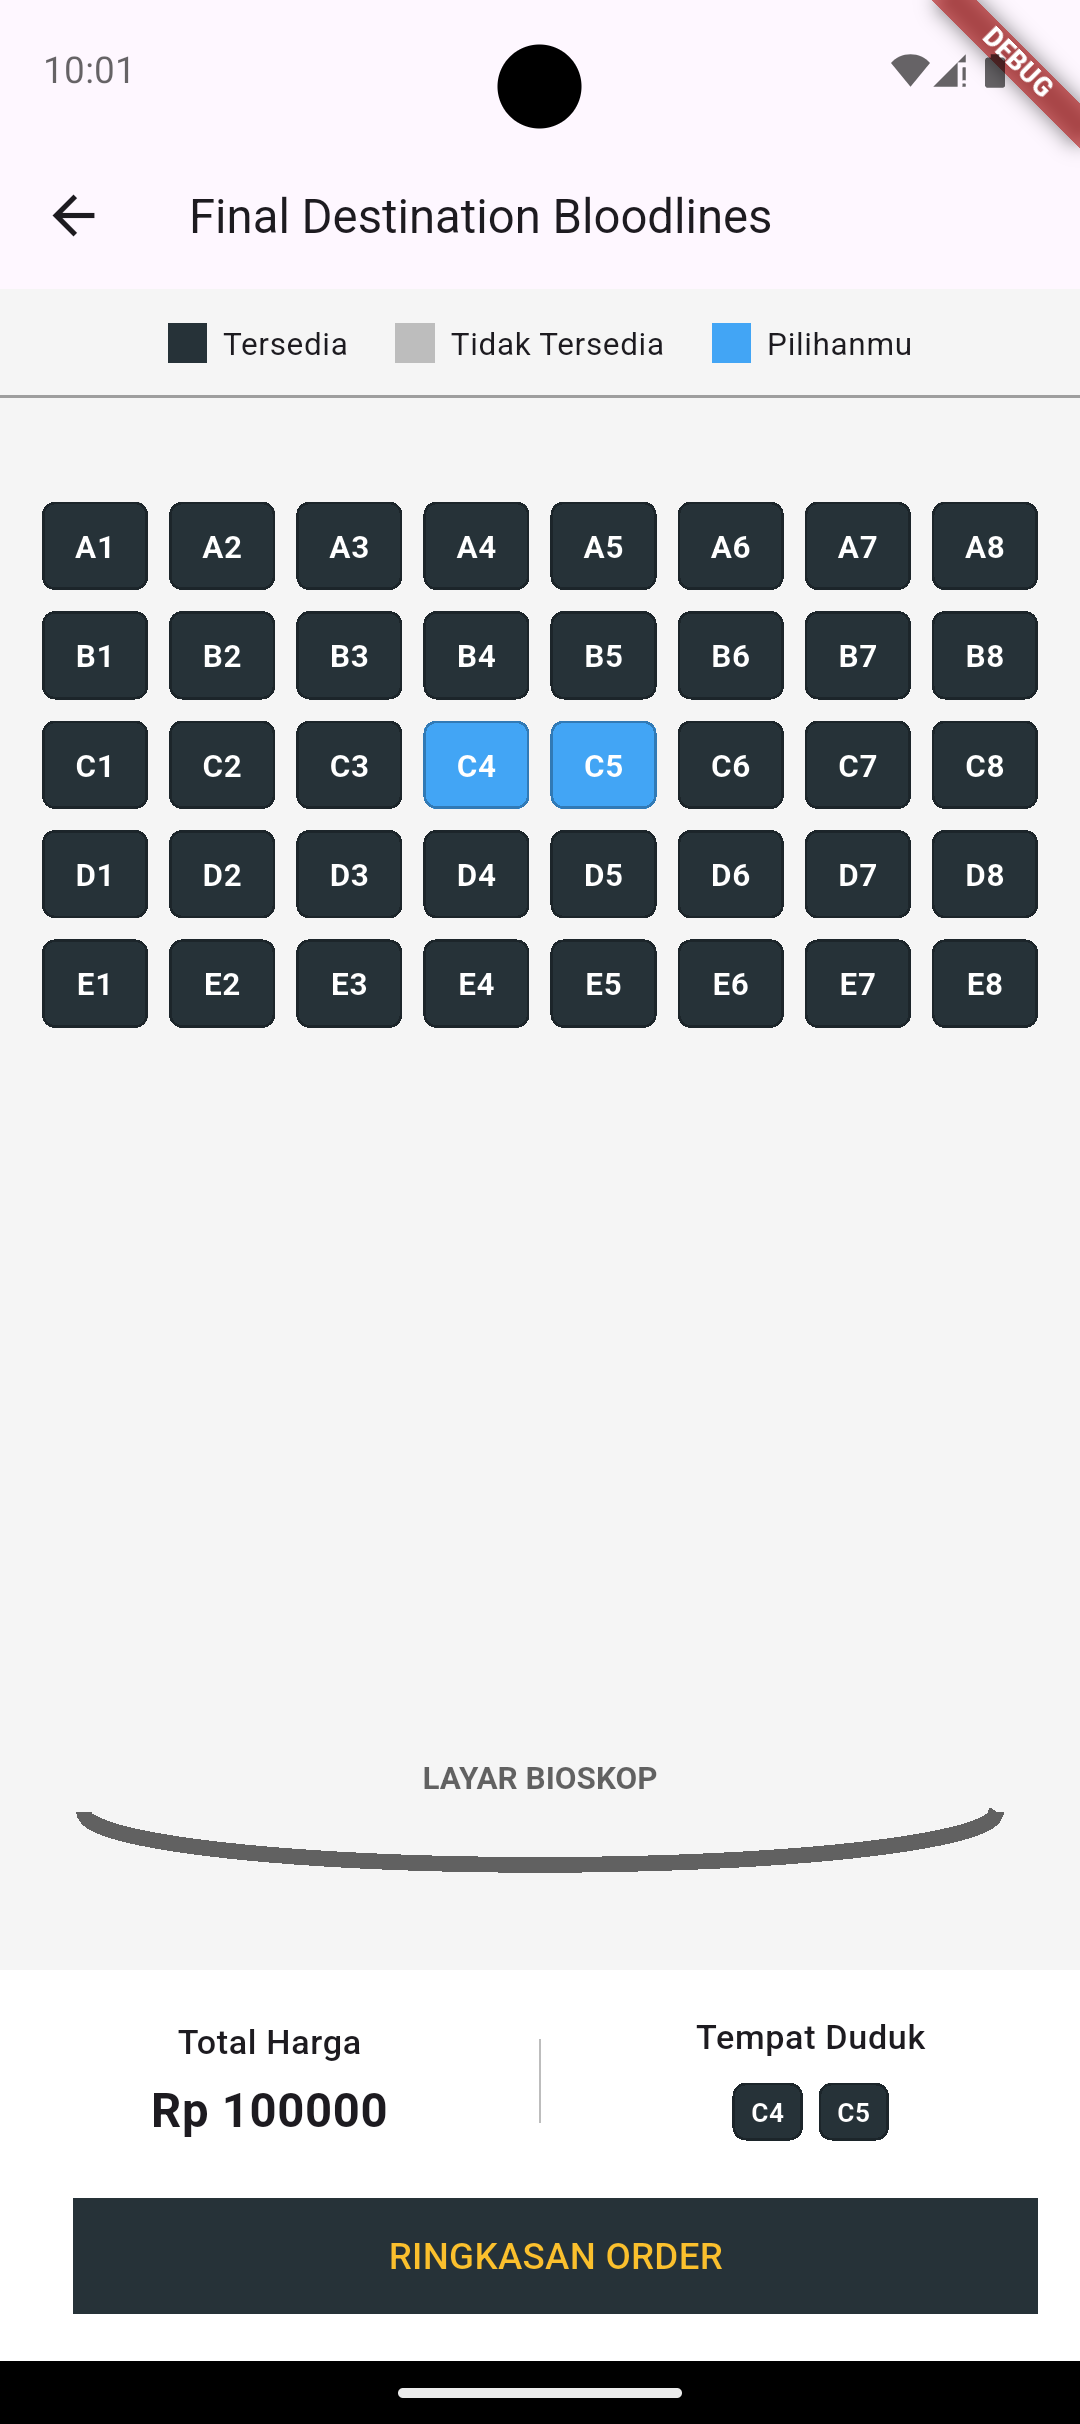 10:01
DEBUG
Final Destination Bloodlines
Tersedia Tidak Tersedia Pilihanmu
A1 A2 A3 A4 A5 A6 A7 A8
B1 B2 B3 B4 B5 B6 B7 B8
C1 C2 C3 C4 C5 C6 C7 C8
D1 D2 D3 D4 D5 D6 D7 D8
E1 E2 E3 E4 E5 E6 E7 E8
LAYAR BIOSKOP
Total Harga
Rp 100000
Tempat Duduk
C4 C5
RINGKASAN ORDER